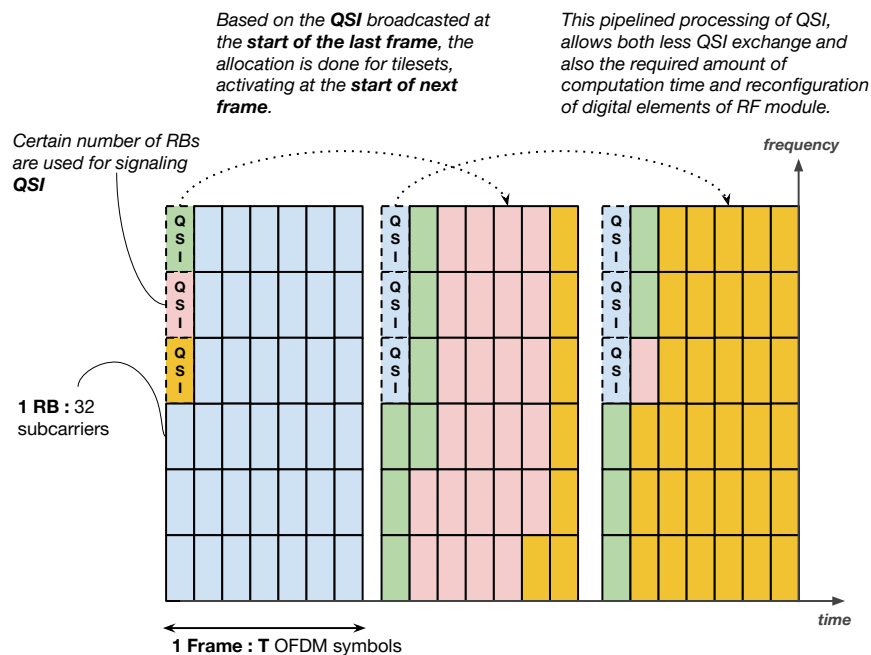 Based on the QSI broadcasted at
the start of the last frame, the
allocation is done for tilesets,
activating at the start of next
frame.
This pipelined processing of QSI,
allows both less QSI exchange and
also the required amount of
computation time and reconfiguration
of digital elements of RF module.
Certain number of RBs
are used for signaling
QSI
frequency
Q
S
I
Q
S
I
Q
S
I
Q
S
I
Q
S
I
Q
S
I
Q
S
I
Q
S
I
Q
S
I
1 RB : 32
subcarriers
time
1 Frame : T OFDM symbols